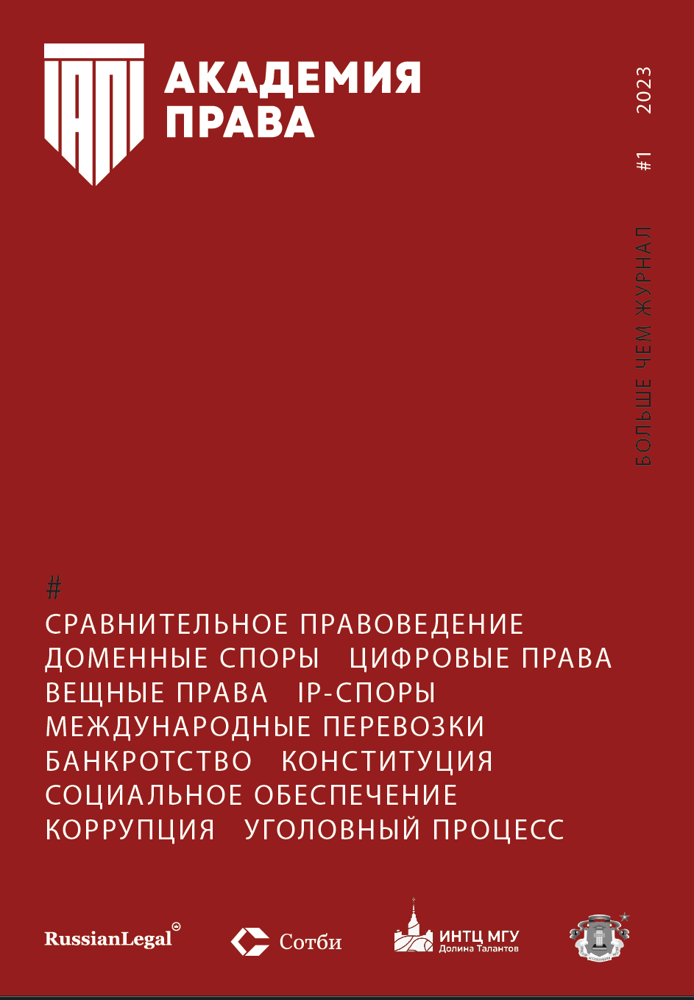 АКАДЕМИЯ
ПРАВА
БОЛЬШЕ ЧЕМ ЖУРНАЛ #1 2023
#
СРАВНИТЕЛЬНОЕ ПРАВОВЕДЕНИЕ
ДОМЕННЫЕ СПОРЫ ЦИФРОВЫЕ ПРАВА
ВЕЩНЫЕ ПРАВА IP-СПОРЫ
МЕЖДУНАРОДНЫЕ ПЕРЕВОЗКИ
БАНКРОТСТВО КОНСТИТУЦИЯ
СОЦИАЛЬНОЕ ОБЕСПЕЧЕНИЕ
КОРРУПЦИЯ УГОЛОВНЫЙ ПРОЦЕСС
RussianLegal
Сотби
ИНТЦ МГУ
Долина Талантов